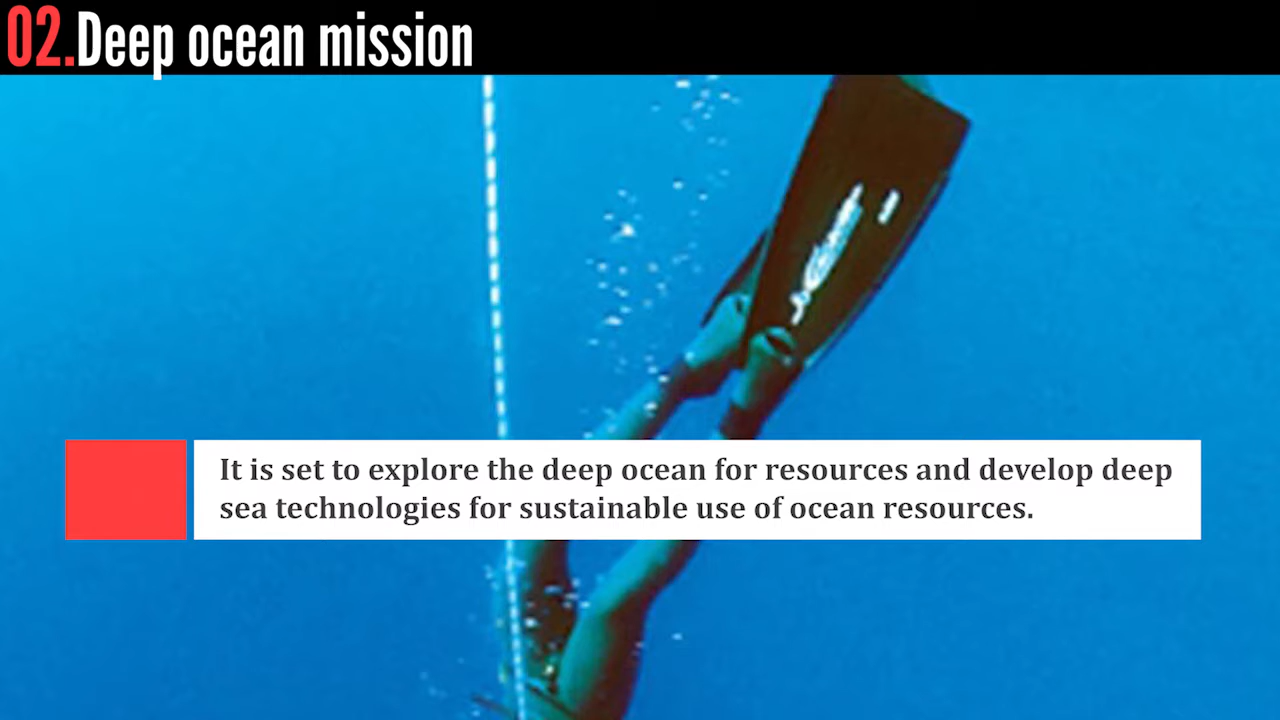 02.Deep ocean mission
It is set to explore the deep ocean for resources and develop deep
sea technologies for sustainable use of ocean resources.